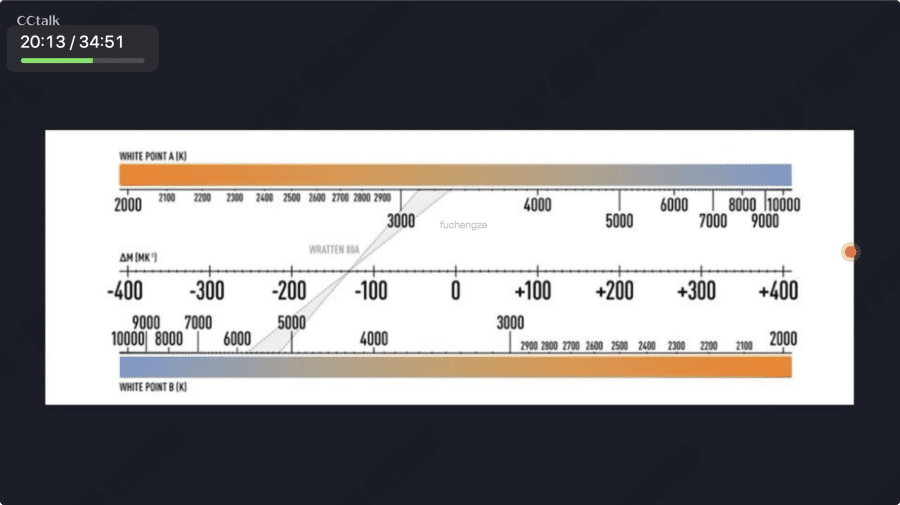 CCtalk
20:13 / 34:51
WHITE POINT A (K)
2000 2100 2200 2300 2400 2500 2600 2700 2800 2900 3000 4000 5000 6000 7000 8000 9000 10000
fuchengze
WRATTEN 80A
ΔM (MK⁻¹)
-400 -300 -200 -100 0 +100 +200 +300 +400
10000 9000 8000 7000 6000 5000 4000 3000 2900 2800 2700 2600 2500 2400 2300 2200 2100 2000
WHITE POINT B (K)